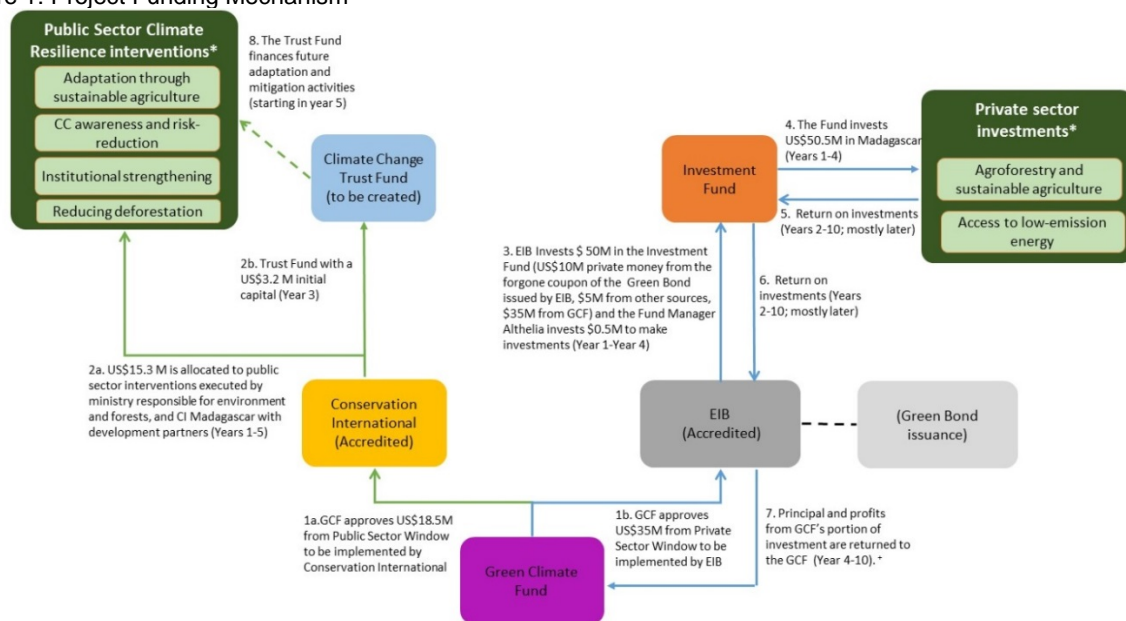 re 1: Project Funding Mechanism
Public Sector Climate
Resilience interventions*
Adaptation through
sustainable agriculture
CC awareness and risk-
reduction
Institutional strengthening
Reducing deforestation
8. The Trust Fund
finances future
adaptation and
mitigation activities
(starting in year 5)
Climate Change
Trust Fund
(to be created)
Investment
Fund
4. The Fund invests
US$50.5M in Madagascar
(Years 1-4)
5. Return on investments
(Years 2-10; mostly later)
Private sector
investments*
Agroforestry and
sustainable agriculture
Access to low-emission
energy
2b. Trust Fund with a
US$3.2 M initial
capital (Year 3)
3. EIB Invests $ 50M in the Investment
Fund (US$10M private money from the
forgone coupon of the Green Bond
issued by EIB, $5M from other sources,
$35M from GCF) and the Fund Manager
Althelia invests $0.5M to make
investments (Year 1-Year 4)
6. Return on
investments (Years
2-10; mostly later)
2a. US$15.3 M is allocated to public
sector interventions executed by
ministry responsible for environment
and forests, and CI Madagascar with
development partners (Years 1-5)
Conservation
International
(Accredited)
EIB
(Accredited)
(Green Bond
issuance)
1a.GCF approves US$18.5M
from Public Sector Window
to be implemented by
Conservation International
1b. GCF approves
US$35M from Private
Sector Window to be
implemented by EIB
7. Principal and profits
from GCF's portion of
investment are returned to
the GCF (Year 4-10). +
Green Climate
Fund